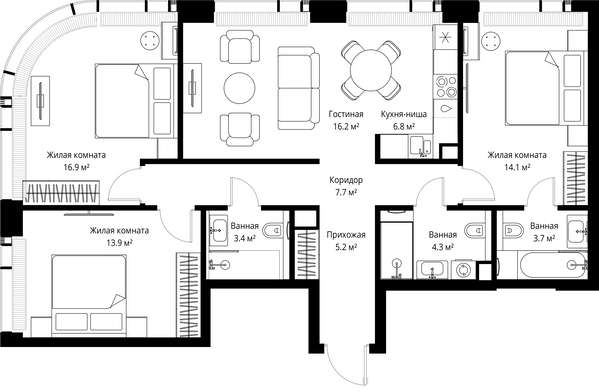 Гостиная
16.2 м²
Кухня-ниша
6.8 м²
Жилая комната
16.9 м²
Жилая комната
14.1 м²
Коридор
7.7 м²
Жилая комната
13.9 м²
Ванная
3.4 м²
Прихожая
5.2 м²
Ванная
4.3 м²
Ванная
3.7 м²